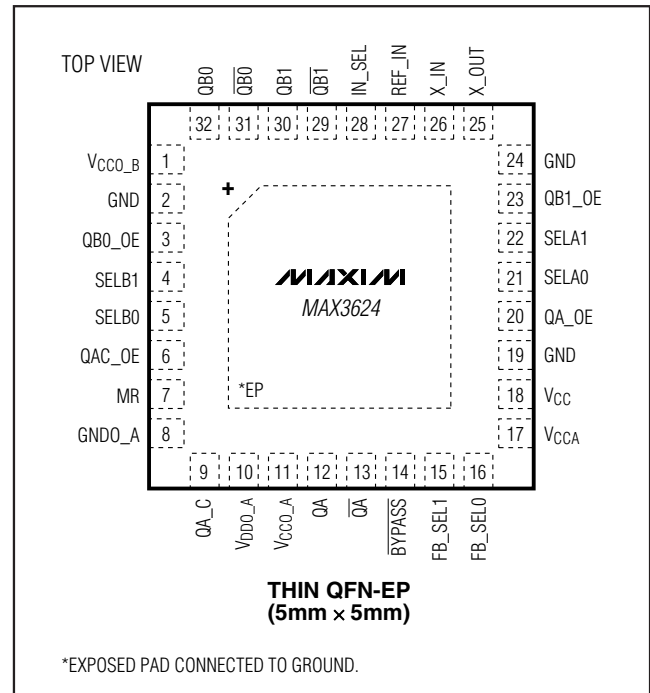 TOP VIEW
QB0
QB0
QB1
QB1
IN_SEL
REF_IN
X_IN
X_OUT
32 31 30 29 28 27 26 25
VCCO_B 1
GND 2
QB0_OE 3
SELB1 4
SELB0 5
QAC_OE 6
MR 7
GNDO_A 8
+
MAXIM
MAX3624
*EP
24 GND
23 QB1_OE
22 SELA1
21 SELA0
20 QA_OE
19 GND
18 VCC
17 VCCA
9 10 11 12 13 14 15 16
QA_C
VDDO_A
VCCO_A
QA
QA
BYPASS
FB_SEL1
FB_SEL0
THIN QFN-EP
(5mm × 5mm)
*EXPOSED PAD CONNECTED TO GROUND.